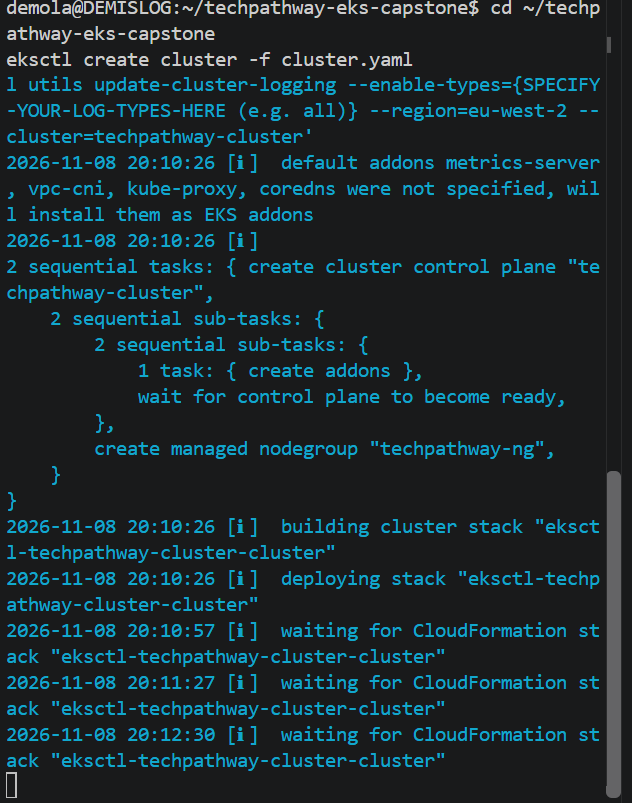 demola@DEMISLOG:~/techpathway-eks-capstone$ cd ~/techp
athway-eks-capstone
eksctl create cluster -f cluster.yaml
l utils update-cluster-logging --enable-types={SPECIFY
-YOUR-LOG-TYPES-HERE (e.g. all)} --region=eu-west-2 --
cluster=techpathway-cluster'
2026-11-08 20:10:26 [ℹ]  default addons metrics-server
, vpc-cni, kube-proxy, coredns were not specified, wil
l install them as EKS addons
2026-11-08 20:10:26 [ℹ]
2 sequential tasks: { create cluster control plane "te
chpathway-cluster",
    2 sequential sub-tasks: {
        2 sequential sub-tasks: {
            1 task: { create addons },
            wait for control plane to become ready,
        },
        create managed nodegroup "techpathway-ng",
    }
}
2026-11-08 20:10:26 [ℹ]  building cluster stack "eksct
l-techpathway-cluster-cluster"
2026-11-08 20:10:26 [ℹ]  deploying stack "eksctl-techp
athway-cluster-cluster"
2026-11-08 20:10:57 [ℹ]  waiting for CloudFormation st
ack "eksctl-techpathway-cluster-cluster"
2026-11-08 20:11:27 [ℹ]  waiting for CloudFormation st
ack "eksctl-techpathway-cluster-cluster"
2026-11-08 20:12:30 [ℹ]  waiting for CloudFormation st
ack "eksctl-techpathway-cluster-cluster"